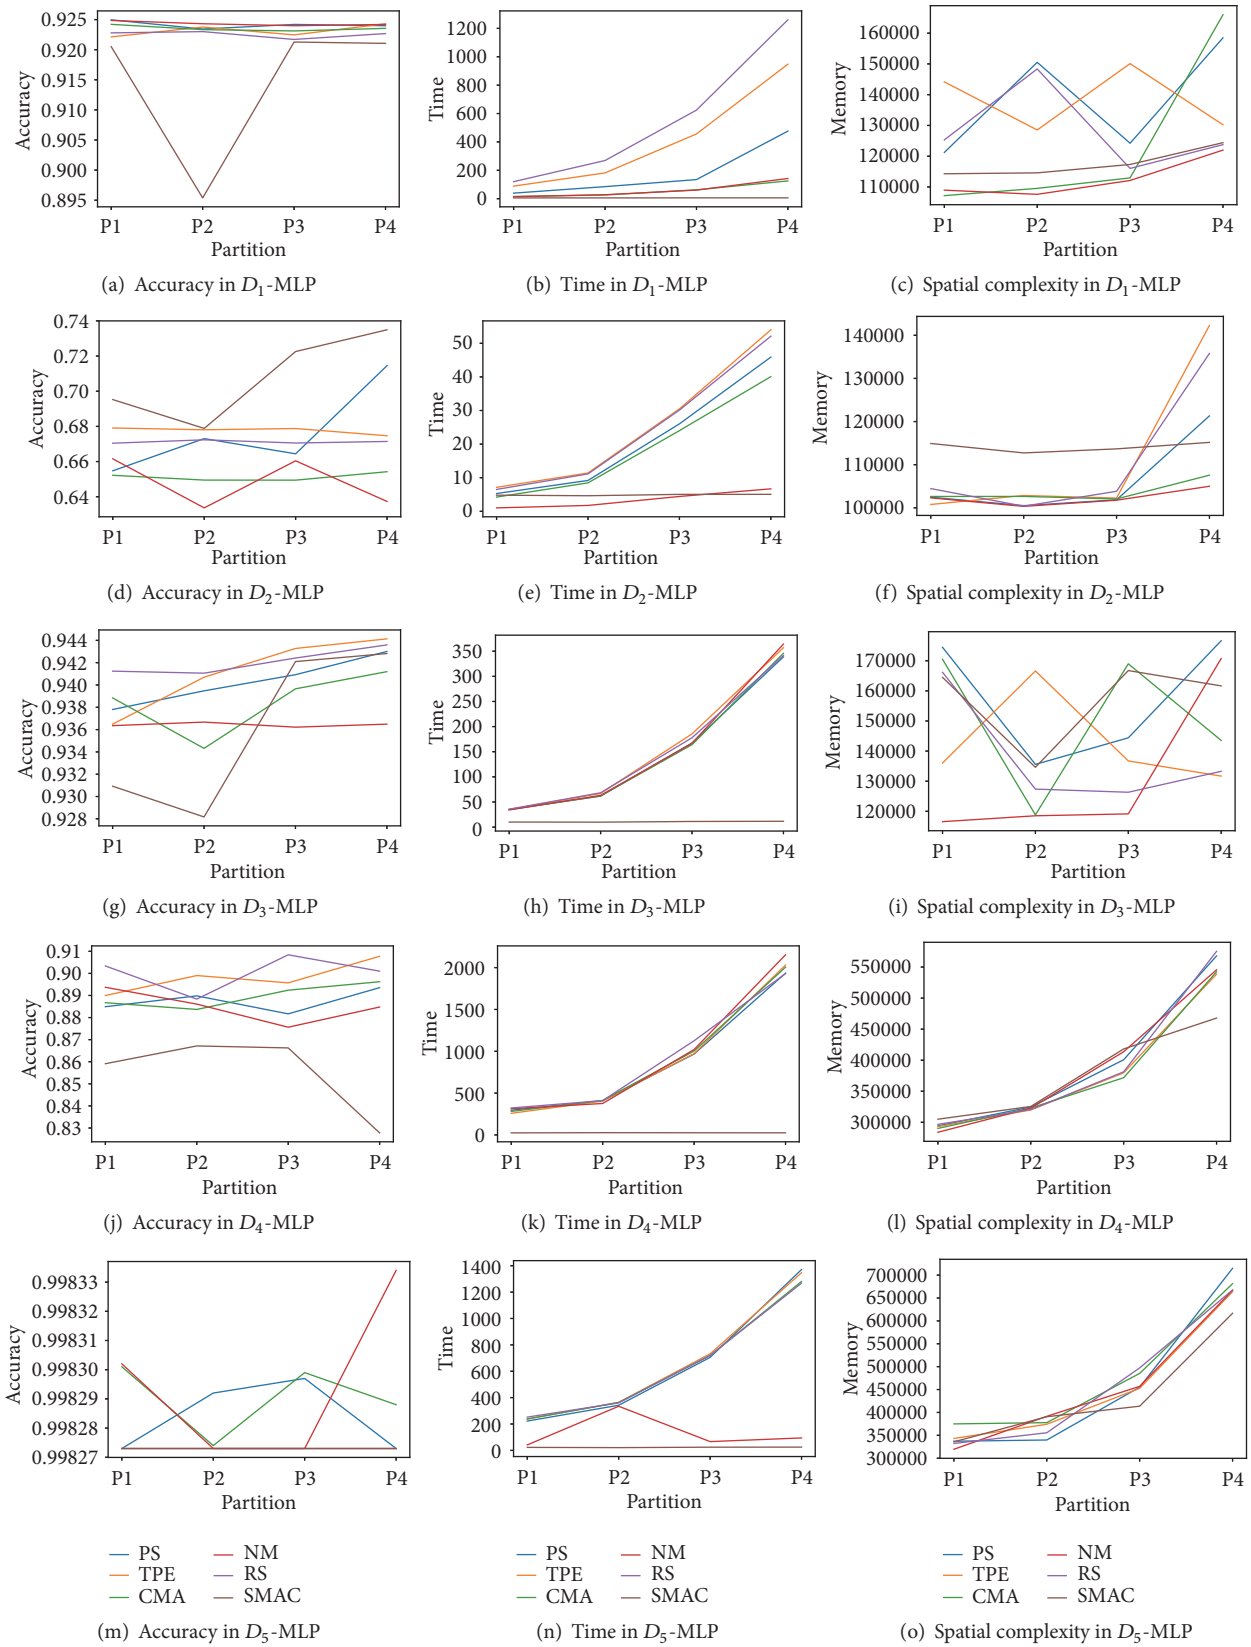 0.925
0.920
0.915
0.910
0.905
0.900
0.895
Accuracy
P1 P2 P3 P4
Partition
(a) Accuracy in D1-MLP
1200
1000
800
600
400
200
0
Time
P1 P2 P3 P4
Partition
(b) Time in D1-MLP
160000
150000
140000
130000
120000
110000
Memory
P1 P2 P3 P4
Partition
(c) Spatial complexity in D1-MLP
0.74
0.72
0.70
0.68
0.66
0.64
Accuracy
P1 P2 P3 P4
Partition
(d) Accuracy in D2-MLP
50
40
30
20
10
0
Time
P1 P2 P3 P4
Partition
(e) Time in D2-MLP
140000
130000
120000
110000
100000
Memory
P1 P2 P3 P4
Partition
(f) Spatial complexity in D2-MLP
0.944
0.942
0.940
0.938
0.936
0.934
0.932
0.930
0.928
Accuracy
P1 P2 P3 P4
Partition
(g) Accuracy in D3-MLP
350
300
250
200
150
100
50
0
Time
P1 P2 P3 P4
Partition
(h) Time in D3-MLP
170000
160000
150000
140000
130000
120000
Memory
P1 P2 P3 P4
Partition
(i) Spatial complexity in D3-MLP
0.91
0.90
0.89
0.88
0.87
0.86
0.85
0.84
0.83
Accuracy
P1 P2 P3 P4
Partition
(j) Accuracy in D4-MLP
2000
1500
1000
500
0
Time
P1 P2 P3 P4
Partition
(k) Time in D4-MLP
550000
500000
450000
400000
350000
300000
Memory
P1 P2 P3 P4
Partition
(l) Spatial complexity in D4-MLP
0.99833
0.99832
0.99831
0.99830
0.99829
0.99828
0.99827
Accuracy
P1 P2 P3 P4
Partition
PS NM
TPE RS
CMA SMAC
(m) Accuracy in D5-MLP
1400
1200
1000
800
600
400
200
0
Time
P1 P2 P3 P4
Partition
PS NM
TPE RS
CMA SMAC
(n) Time in D5-MLP
700000
650000
600000
550000
500000
450000
400000
350000
300000
Memory
P1 P2 P3 P4
Partition
PS NM
TPE RS
CMA SMAC
(o) Spatial complexity in D5-MLP